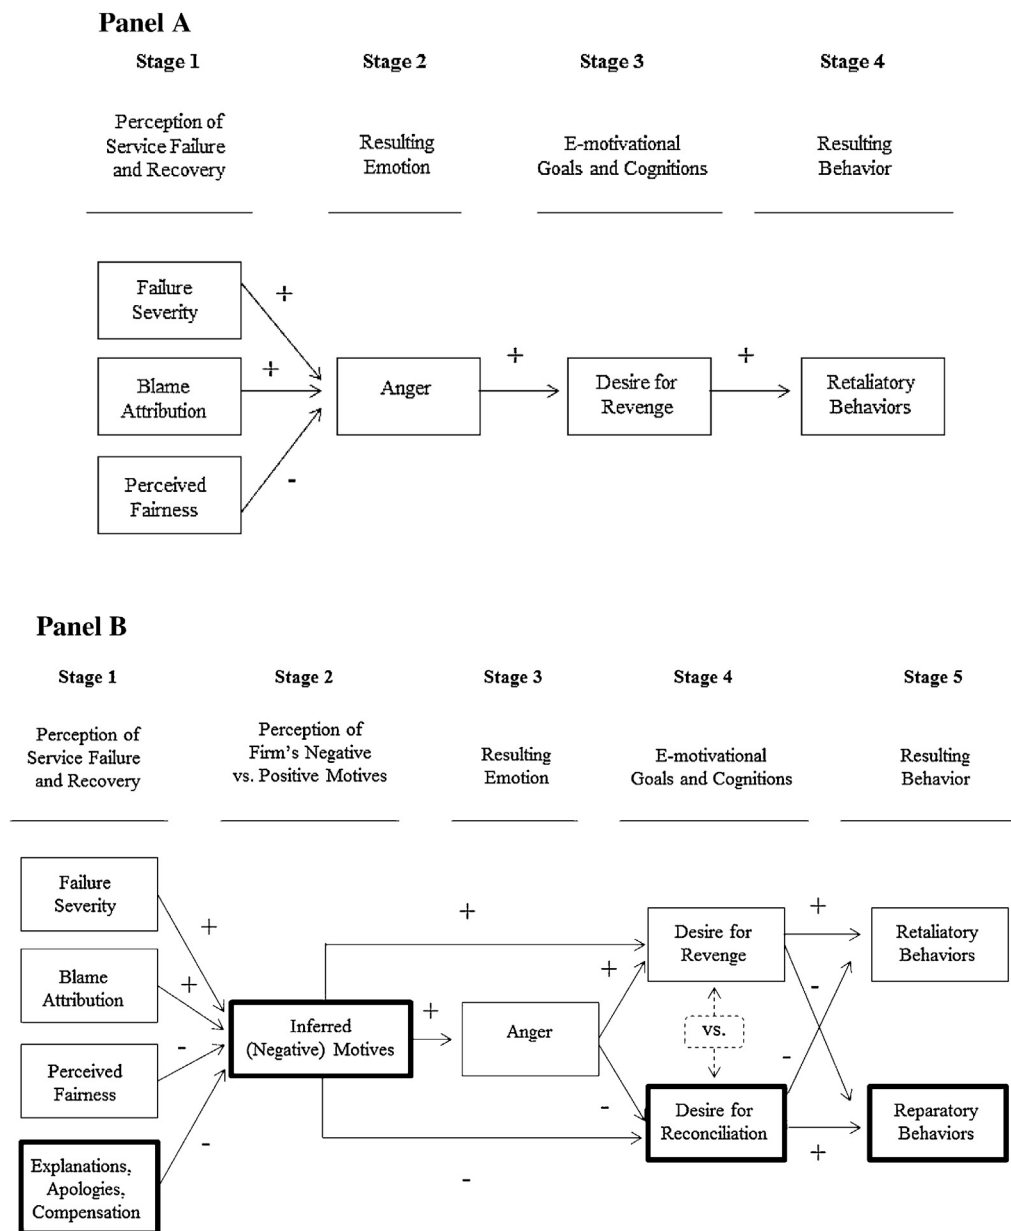 Panel A
Stage 1
Stage 2
Stage 3
Stage 4
Perception of
Service Failure
and Recovery
Resulting
Emotion
E-motivational
Goals and Cognitions
Resulting
Behavior
Failure
Severity
+
Blame
Attribution
+
Perceived
Fairness
-
Anger
+
Desire for
Revenge
+
Retaliatory
Behaviors
Panel B
Stage 1
Stage 2
Stage 3
Stage 4
Stage 5
Perception of
Service Failure
and Recovery
Perception of
Firm's Negative
vs. Positive Motives
Resulting
Emotion
E-motivational
Goals and Cognitions
Resulting
Behavior
Failure
Severity
+
Blame
Attribution
+
Perceived
Fairness
-
Explanations,
Apologies,
Compensation
-
Inferred
(Negative) Motives
+
+
-
Anger
+
-
Desire for
Revenge
vs.
Desire for
Reconciliation
+
-
-
+
Retaliatory
Behaviors
Reparatory
Behaviors